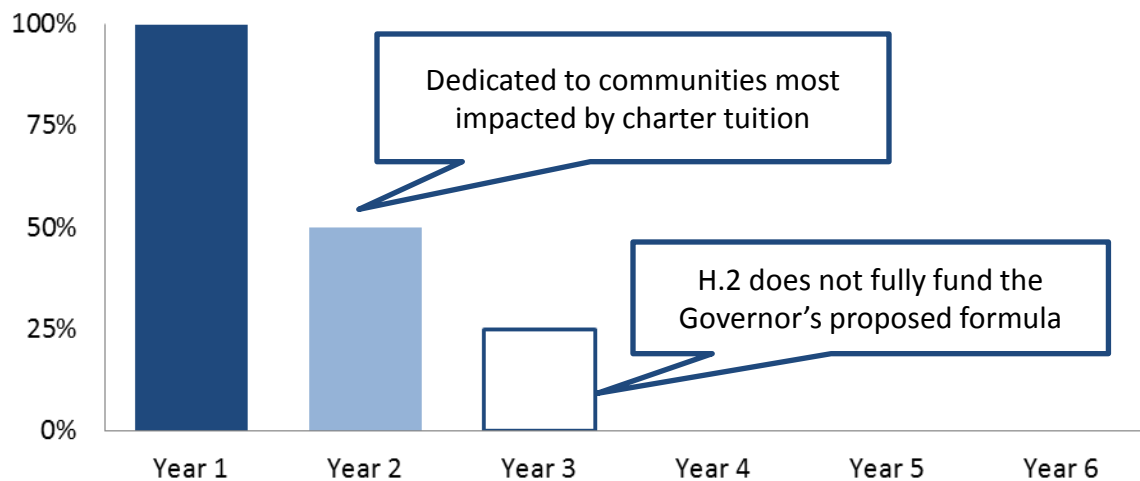 100%
Dedicated to communities most
impacted by charter tuition
75%
50%
H.2 does not fully fund the
Governor’s proposed formula
25%
0%
Year 1 Year 2 Year 3 Year 4 Year 5 Year 6